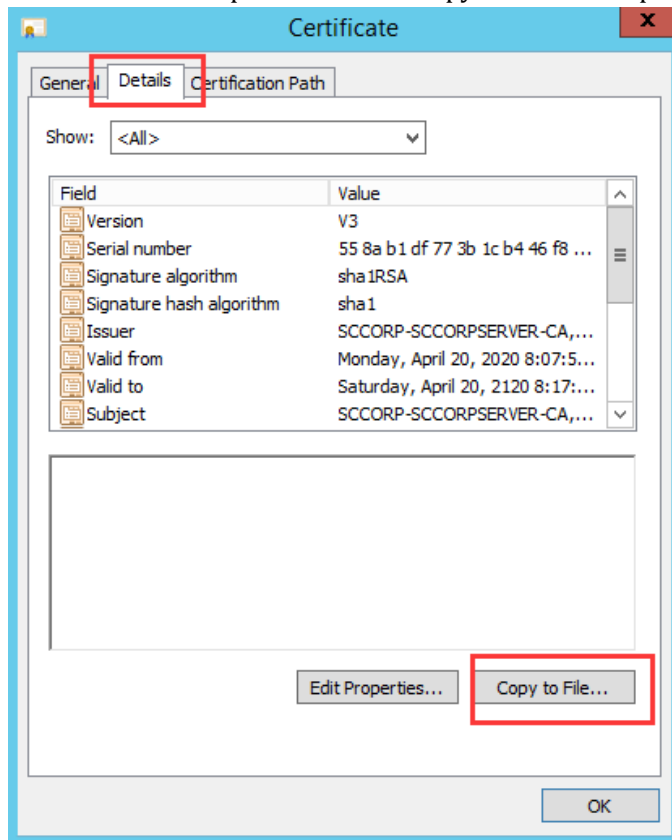 Certificate
x
General Details Certification Path
Show: <All>
Field Value
Version V3
Serial number 55 8a b1 df 77 3b 1c b4 46 f8 ...
Signature algorithm sha1RSA
Signature hash algorithm sha1
Issuer SCCORP-SCCORPSERVER-CA,...
Valid from Monday, April 20, 2020 8:07:5...
Valid to Saturday, April 20, 2120 8:17:...
Subject SCCORP-SCCORPSERVER-CA,...
Edit Properties... Copy to File...
OK